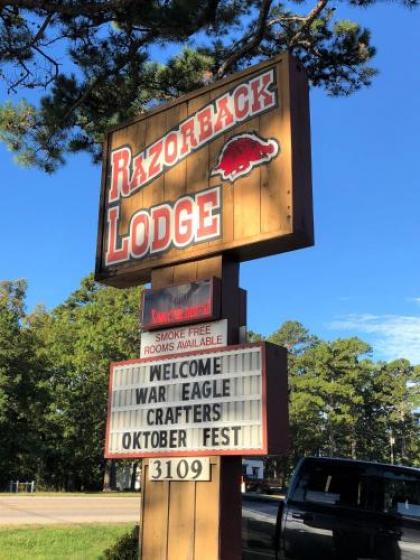 RAZORBACK
LODGE
SMOKE FREE
ROOMS AVAILABLE
WELCOME
WAR EAGLE
CRAFTERS
OKTOBER FEST
3109